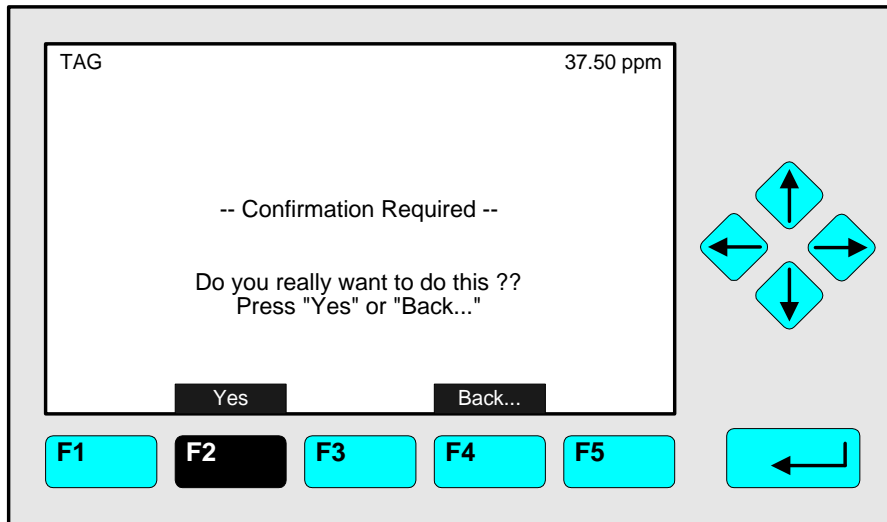 TAG 37.50 ppm
-- Confirmation Required --
Do you really want to do this ??
Press "Yes" or "Back..."
Yes Back...
F1 F2 F3 F4 F5